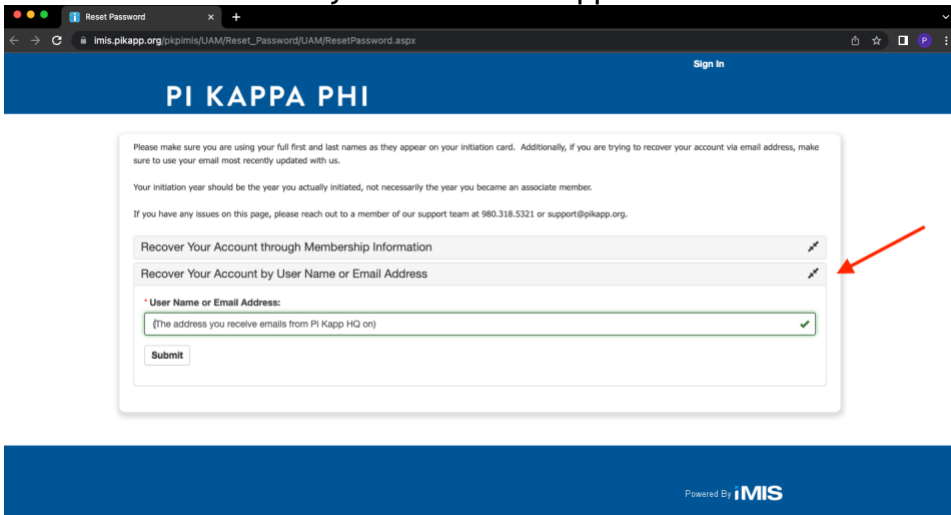 Reset Password
imis.pikapp.org/pkpimis/UAM/Reset_Password/UAM/ResetPassword.aspx
P
Sign In
PI KAPPA PHI
Please make sure you are using your full first and last names as they appear on your initiation card. Additionally, if you are trying to recover your account via email address, make
sure to use your email most recently updated with us.
Your initiation year should be the year you actually initiated, not necessarily the year you became an associate member.
If you have any issues on this page, please reach out to a member of our support team at 980.318.5321 or support@pikapp.org.
Recover Your Account through Membership Information
Recover Your Account by User Name or Email Address
* User Name or Email Address:
(The address you receive emails from Pi Kapp HQ on)
Submit
Powered By iMIS